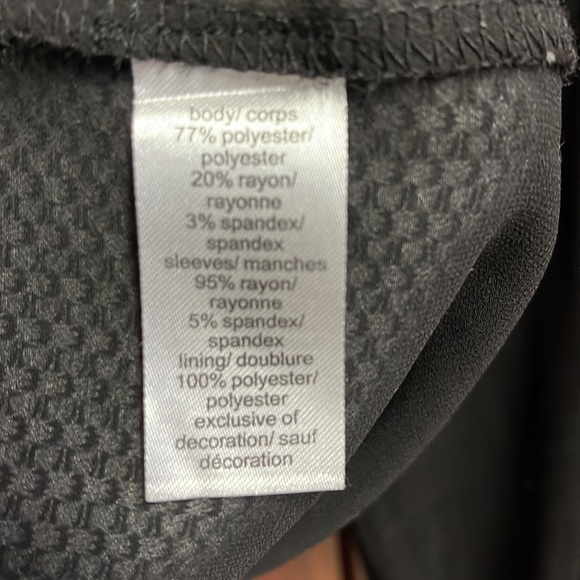 body/ corps
77% polyester/
polyester
20% rayon/
rayonne
3% spandex/
spandex
sleeves/ manches
95% rayon/
rayonne
5% spandex/
spandex
lining/ doublure
100% polyester/
polyester
exclusive of
decoration/ sauf
décoration